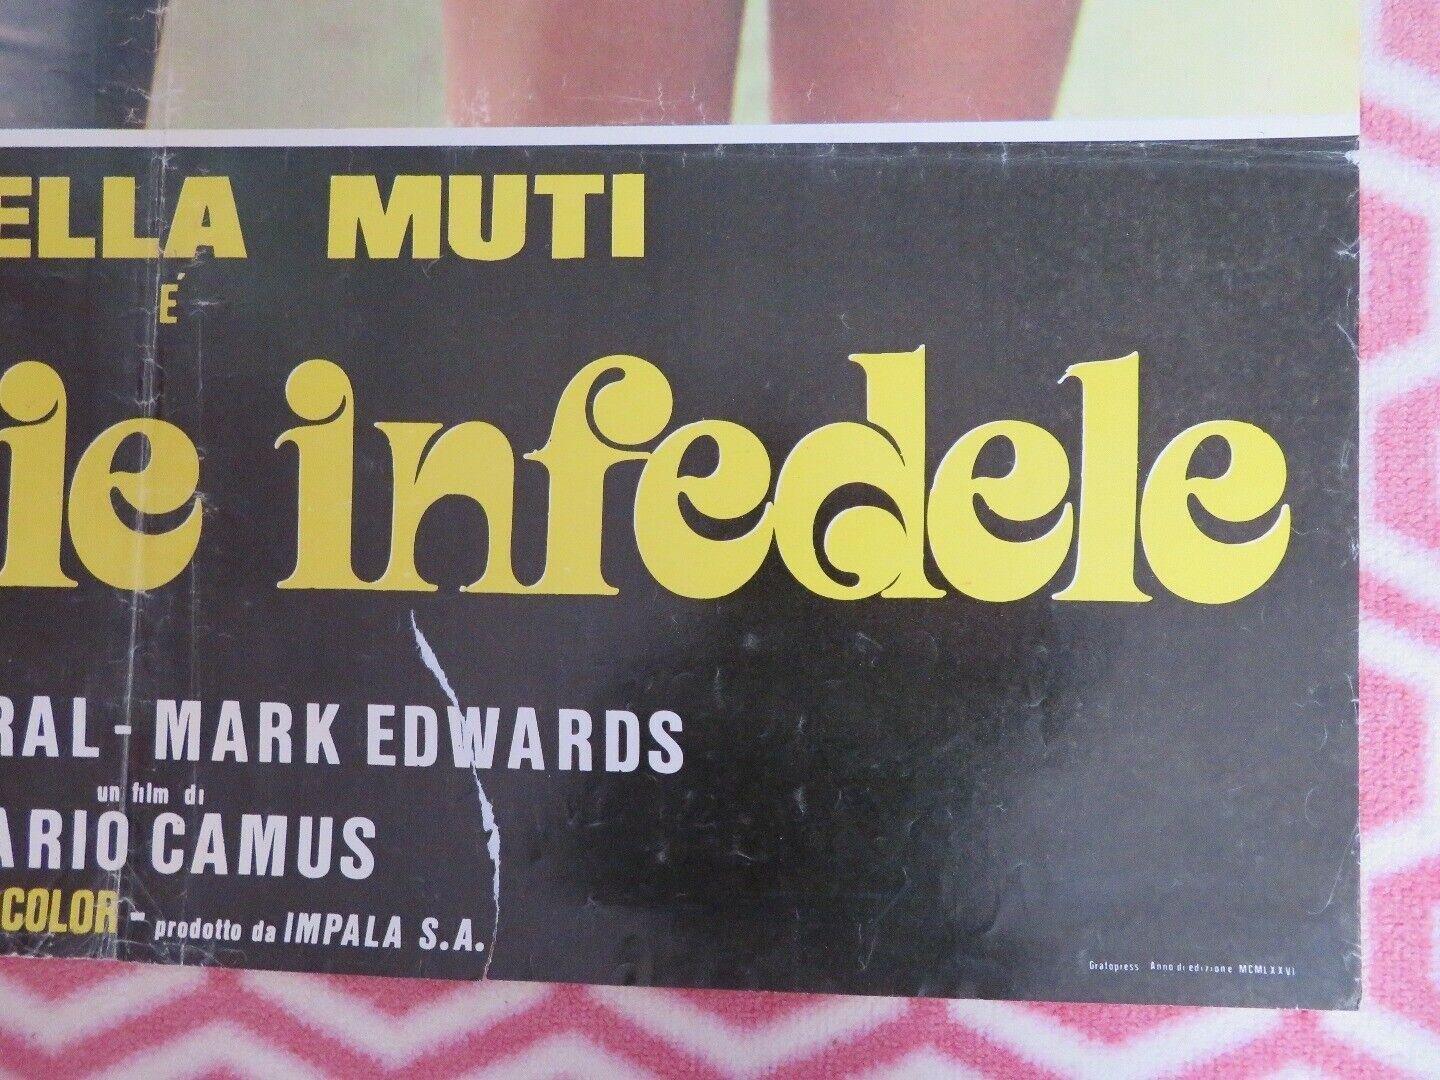 ELLA MUTI
É
ie infedele
RAL - MARK EDWARDS
un film di
ARIO CAMUS
COLOR - prodotto da IMPALA S.A.
Grafopress Anno di edizione MCMLXXVI